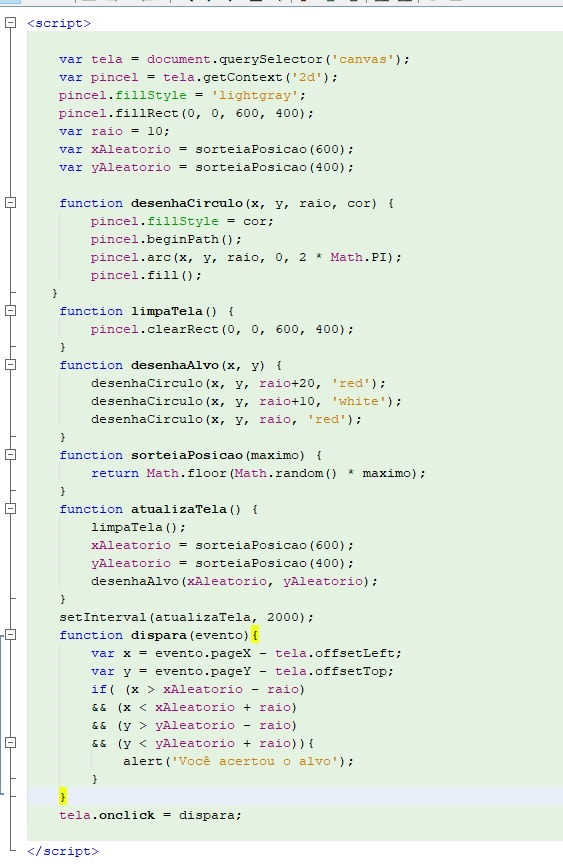 <script>
var tela = document.querySelector('canvas');
var pincel = tela.getContext('2d');
pincel.fillStyle = 'lightgray';
pincel.fillRect(0, 0, 600, 400);
var raio = 10;
var xAleatorio = sorteiaPosicao(600);
var yAleatorio = sorteiaPosicao(400);
function desenhaCirculo(x, y, raio, cor) {
pincel.fillStyle = cor;
pincel.beginPath();
pincel.arc(x, y, raio, 0, 2 * Math.PI);
pincel.fill();
}
function limpaTela() {
pincel.clearRect(0, 0, 600, 400);
}
function desenhaAlvo(x, y) {
desenhaCirculo(x, y, raio+20, 'red');
desenhaCirculo(x, y, raio+10, 'white');
desenhaCirculo(x, y, raio, 'red');
}
function sorteiaPosicao(maximo) {
return Math.floor(Math.random() * maximo);
}
function atualizaTela() {
limpaTela();
xAleatorio = sorteiaPosicao(600);
yAleatorio = sorteiaPosicao(400);
desenhaAlvo(xAleatorio, yAleatorio);
}
setInterval(atualizaTela, 2000);
function dispara(evento){
var x = evento.pageX - tela.offsetLeft;
var y = evento.pageY - tela.offsetTop;
if( (x > xAleatorio - raio)
&& (x < xAleatorio + raio)
&& (y > yAleatorio - raio)
&& (y < yAleatorio + raio)){
alert('Você acertou o alvo');
}
}
tela.onclick = dispara;
</script>